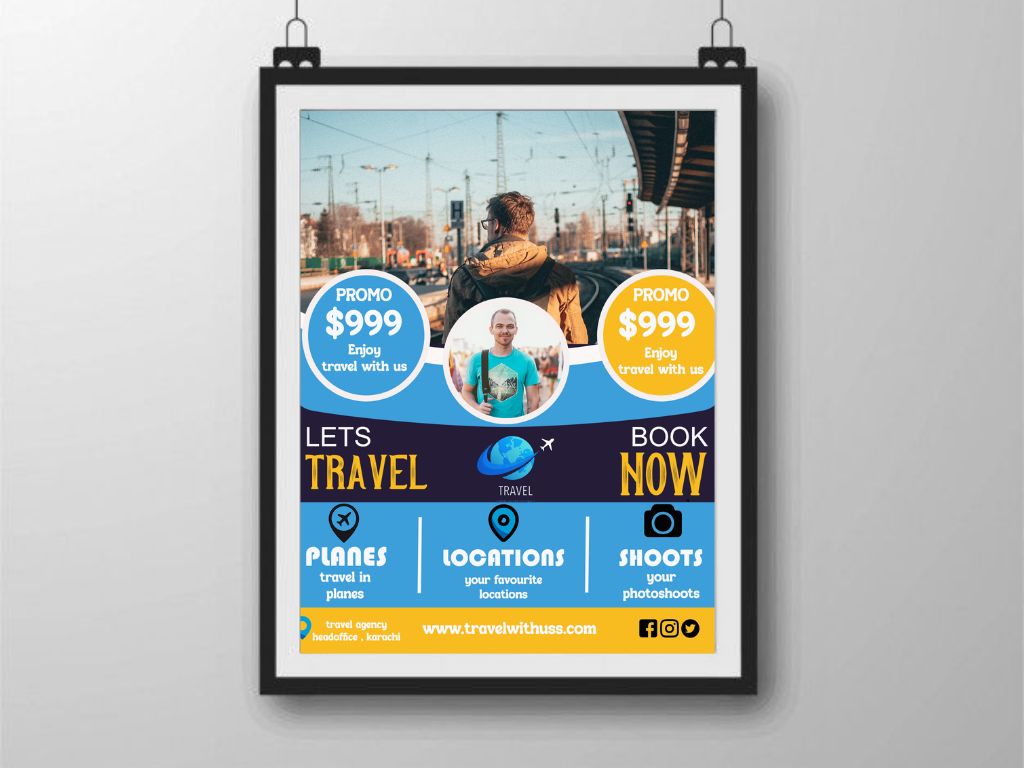 H
PROMO
$999
Enjoy
travel with us
PROMO
$999
Enjoy
travel with us
LETS
TRAVEL
TRAVEL
BOOK
NOW
PLANES
travel in
planes
LOCATIONS
your favourite
locations
SHOOTS
your
photoshoots
travel agency
headoffice , karachi
www.travelwithuss.com